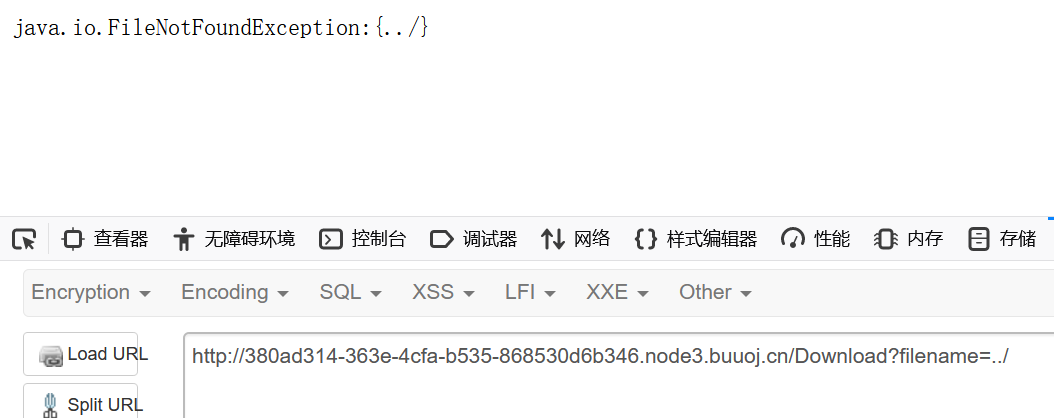 java.io.FileNotFoundException:{../}
查看器 无障碍环境 控制台 调试器 网络 样式编辑器 性能 内存 存储
Encryption Encoding SQL XSS LFI XXE Other
Load URL
http://380ad314-363e-4cfa-b535-868530d6b346.node3.buuoj.cn/Download?filename=../
Split URL